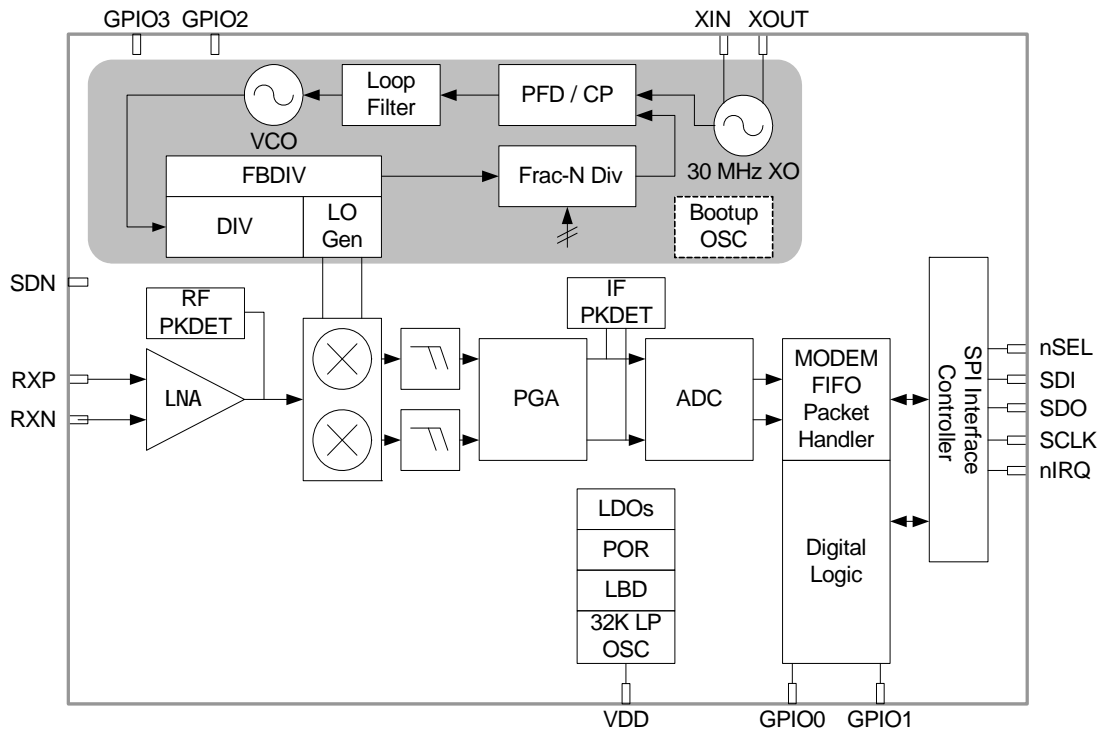 GPIO3 GPIO2
XIN XOUT
Loop
Filter
PFD / CP
VCO
30 MHz XO
FBDIV
Frac-N Div
DIV
LO
Gen
Bootup
OSC
SDN
RF
PKDET
IF
PKDET
RXP
RXN
LNA
PGA
ADC
MODEM
FIFO
Packet
Handler
SPI Interface
Controller
nSEL
SDI
SDO
SCLK
nIRQ
LDOs
POR
LBD
32K LP
OSC
Digital
Logic
VDD
GPIO0 GPIO1